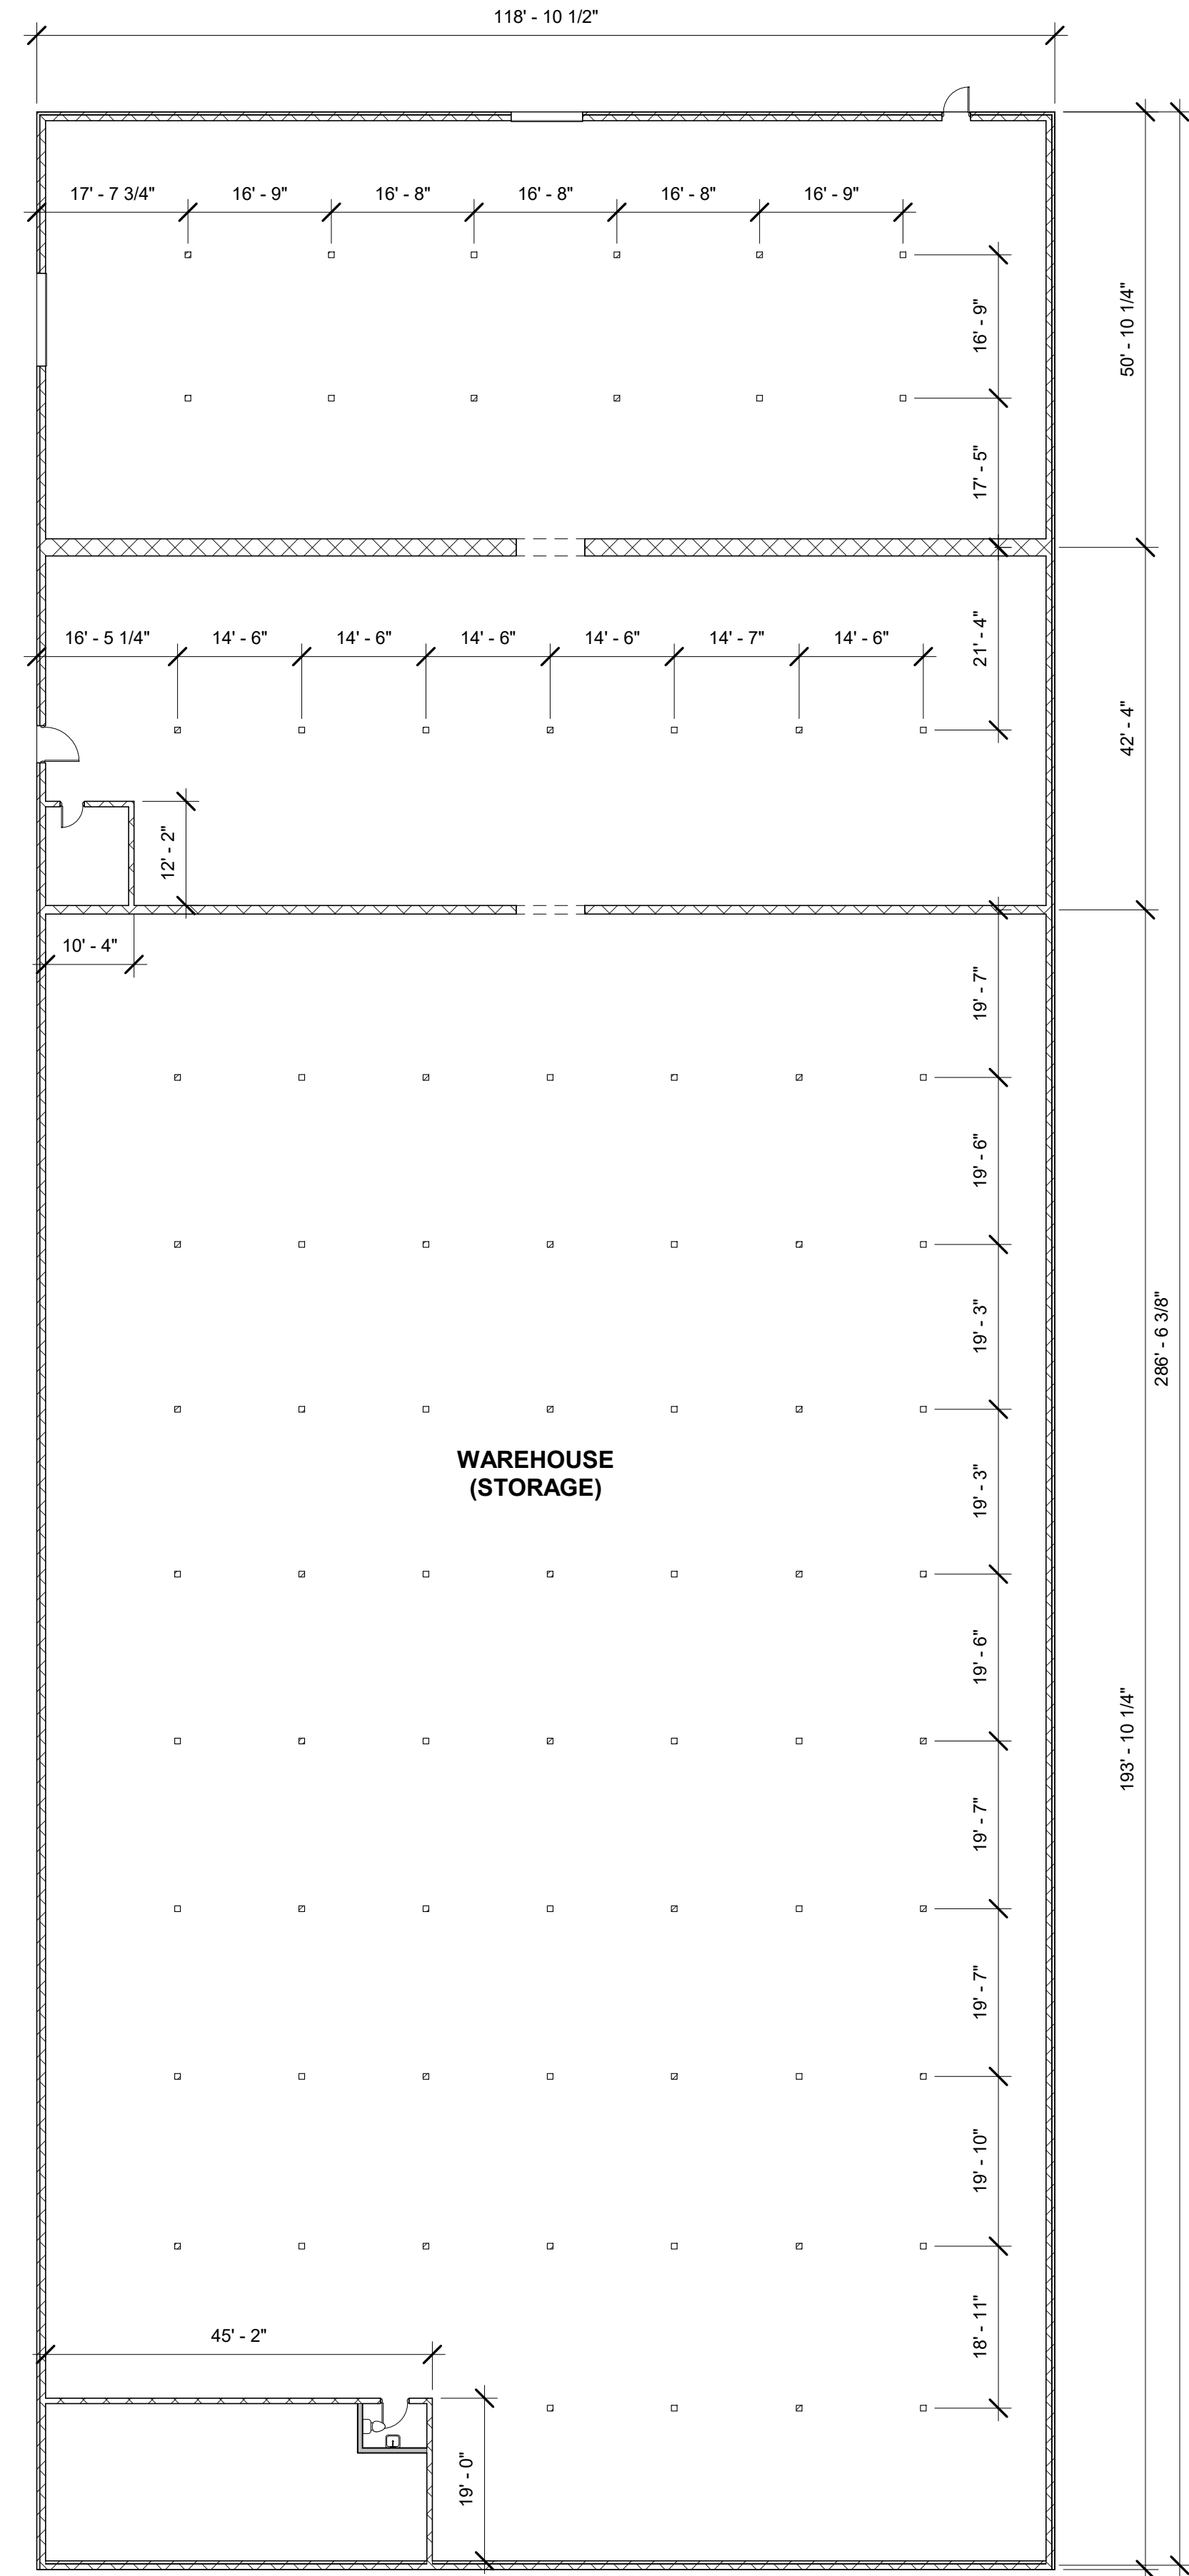 118' - 10 1/2"
17' - 7 3/4"
16' - 9"
16' - 8"
16' - 8"
16' - 8"
16' - 9"
16' - 9"
50' - 10 1/4"
17' - 5"
21' - 4"
16' - 5 1/4"
14' - 6"
14' - 6"
14' - 6"
14' - 6"
14' - 7"
14' - 6"
42' - 4"
12' - 2"
10' - 4"
19' - 7"
19' - 6"
19' - 3"
286' - 6 3/8"
WAREHOUSE
(STORAGE)
19' - 3"
19' - 6"
193' - 10 1/4"
19' - 7"
19' - 7"
19' - 10"
18' - 11"
45' - 2"
19' - 0"